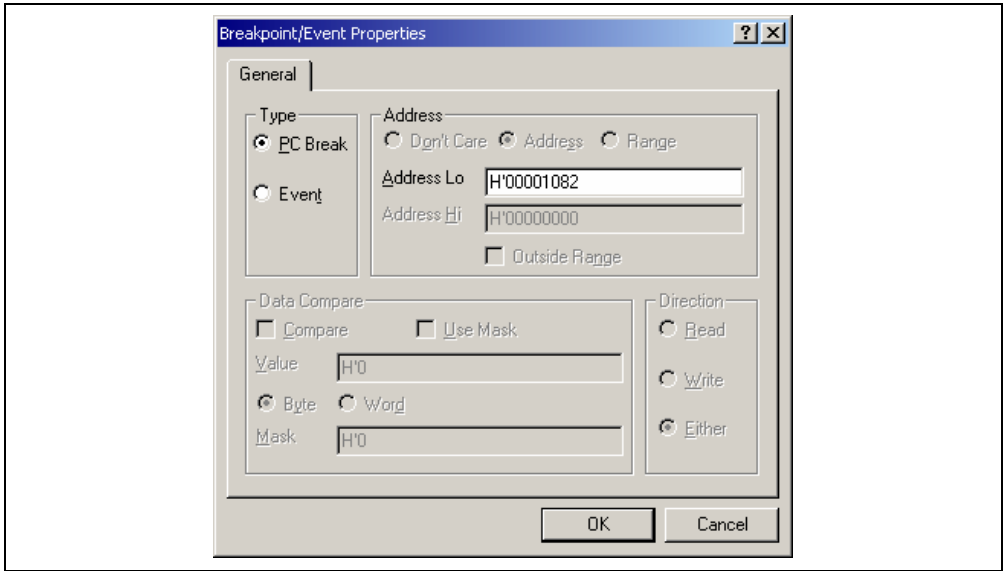 Breakpoint/Event Properties
General
Type
PC Break
Event
Address
Don't Care Address Range
Address Lo H'00001082
Address Hi H'00000000
Outside Range
Data Compare
Compare Use Mask
Value H'0
Byte Word
Mask H'0
Direction
Read
Write
Either
OK Cancel